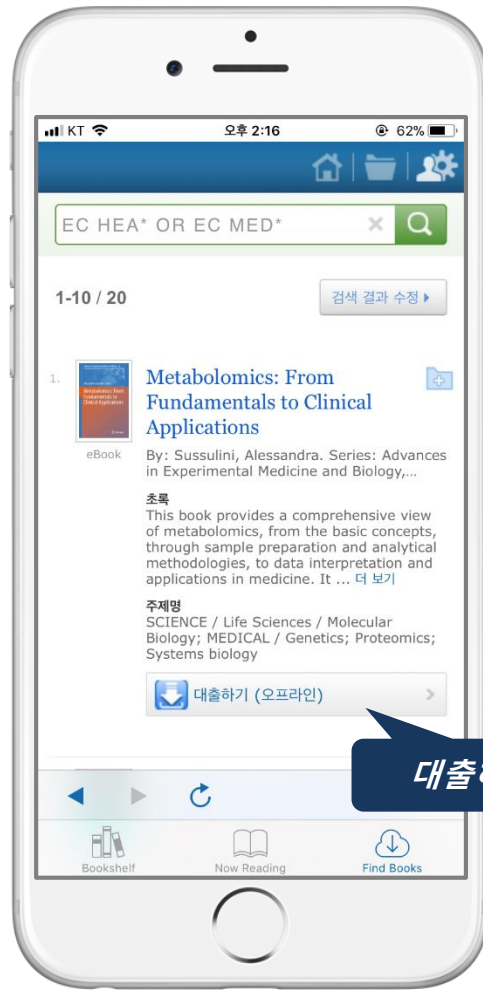 KT 오후 2:16 62%
EC HEA* OR EC MED*
1-10 / 20 검색 결과 수정
1.
Metabolomics: From
Fundamentals to Clinical
Applications
eBook
By: Sussulini, Alessandra. Series: Advances
in Experimental Medicine and Biology,...
초록
This book provides a comprehensive view
of metabolomics, from the basic concepts,
through sample preparation and analytical
methodologies, to data interpretation and
applications in medicine. It ... 더 보기
주제명
SCIENCE / Life Sciences / Molecular
Biology; MEDICAL / Genetics; Proteomics;
Systems biology
대출하기 (오프라인)
대출하
Bookshelf Now Reading Find Books